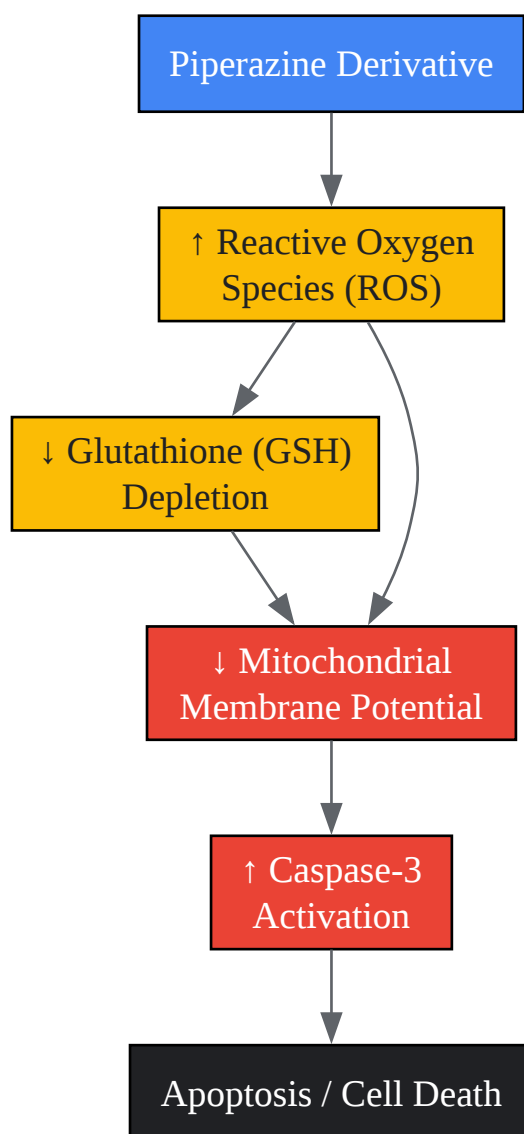 Piperazine Derivative
↑ Reactive Oxygen
Species (ROS)
↓ Glutathione (GSH)
Depletion
↓ Mitochondrial
Membrane Potential
↑ Caspase-3
Activation
Apoptosis / Cell Death